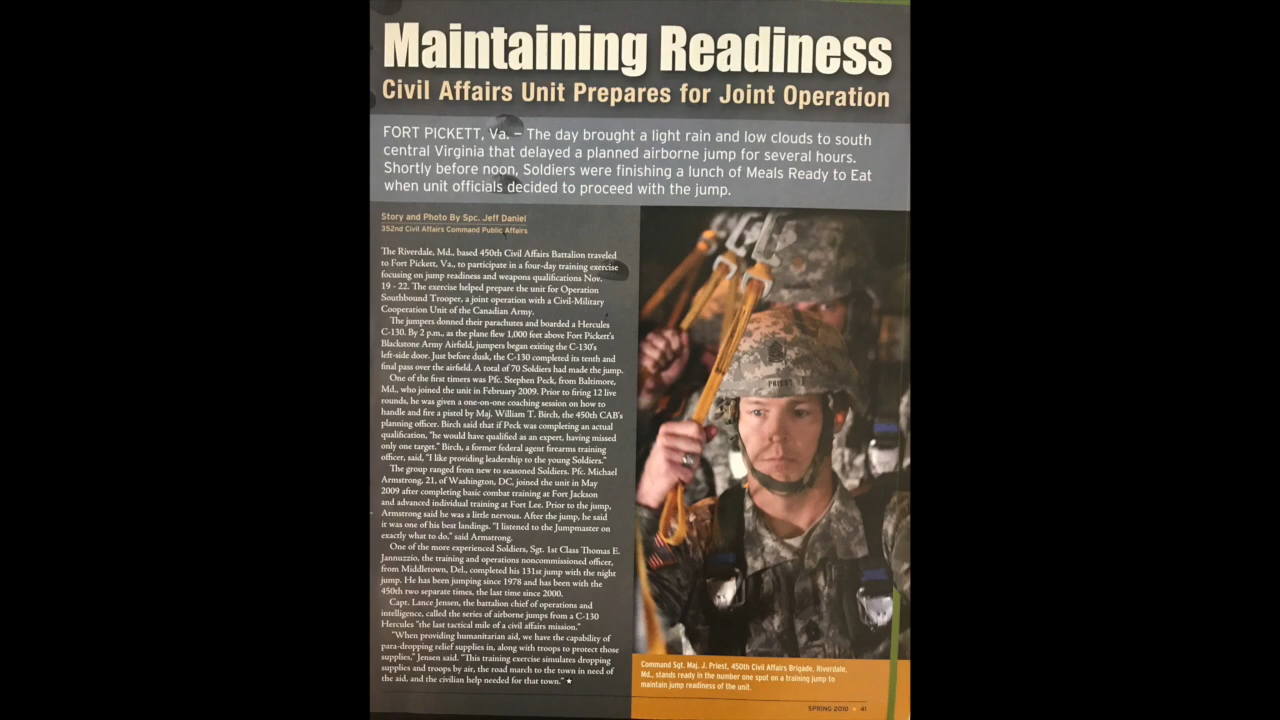 Maintaining Readiness
Civil Affairs Unit Prepares for Joint Operation
FORT PICKETT, Va. – The day brought a light rain and low clouds to south
central Virginia that delayed a planned airborne jump for several hours.
Shortly before noon, Soldiers were finishing a lunch of Meals Ready to Eat
when unit officials decided to proceed with the jump.
Story and Photo By Spc. Jeff Daniel
352nd Civil Affairs Command Public Affairs
The Riverdale, Md., based 450th Civil Affairs Battalion traveled
to Fort Pickett, Va., to participate in a four-day training exercise
focusing on jump readiness and weapons qualifications Nov.
19 - 22. The exercise helped prepare the unit for Operation
Southbound Trooper, a joint operation with a Civil-Military
Cooperation Unit of the Canadian Army.
The jumpers donned their parachutes and boarded a Hercules
C-130. By 2 p.m., as the plane flew 1,000 feet above Fort Pickett's
Blackstone Army Airfield, jumpers began exiting the C-130's
left-side door. Just before dusk, the C-130 completed its tenth and
final pass over the airfield. A total of 70 Soldiers had made the jump.
One of the first timers was Pfc. Stephen Peck, from Baltimore,
Md., who joined the unit in February 2009. Prior to firing 12 live
rounds, he was given a one-on-one coaching session on how to
handle and fire a pistol by Maj. William T. Birch, the 450th CAB's
planning officer. Birch said that if Peck was completing an actual
qualification, "he would have qualified as an expert, having missed
only one target." Birch, a former federal agent firearms training
officer, said, "I like providing leadership to the young Soldiers."
The group ranged from new to seasoned Soldiers. Pfc. Michael
Armstrong, 21, of Washington, DC, joined the unit in May
2009 after completing basic combat training at Fort Jackson
and advanced individual training at Fort Lee. Prior to the jump,
Armstrong said he was a little nervous. After the jump, he said
it was one of his best landings. "I listened to the Jumpmaster on
exactly what to do," said Armstrong.
One of the more experienced Soldiers, Sgt. 1st Class Thomas E.
Jannuzzio, the training and operations noncommissioned officer,
from Middletown, Del., completed his 131st jump with the night
jump. He has been jumping since 1978 and has been with the
450th two separate times, the last time since 2000.
Capt. Lance Jensen, the battalion chief of operations and
intelligence, called the series of airborne jumps from a C-130
Hercules "the last tactical mile of a civil affairs mission."
"When providing humanitarian aid, we have the capability of
para-dropping relief supplies in, along with troops to protect those
supplies," Jensen said. "This training exercise simulates dropping
supplies and troops by air, the road march to the town in need of
the aid, and the civilian help needed for that town." ★
PRIEST
Command Sgt. Maj. J. Priest, 450th Civil Affairs Brigade, Riverdale,
Md., stands ready in the number one spot on a training jump to
maintain jump readiness of the unit.
SPRING 2010 • 41